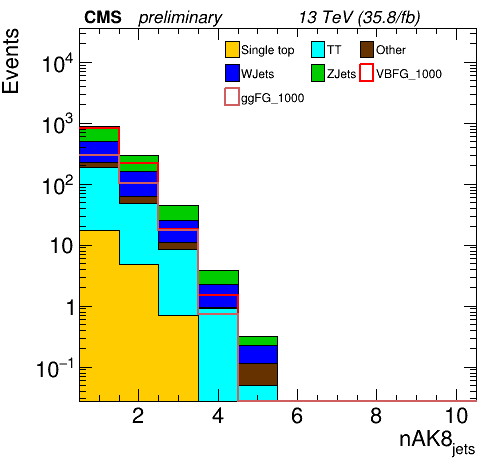 CMS preliminary 13 TeV (35.8/fb)
Events
Single top TT Other
WJets ZJets VBFG_1000
ggFG_1000
10^4
10^3
10^2
10
1
10^−1
2 4 6 8 10
nAK8_jets